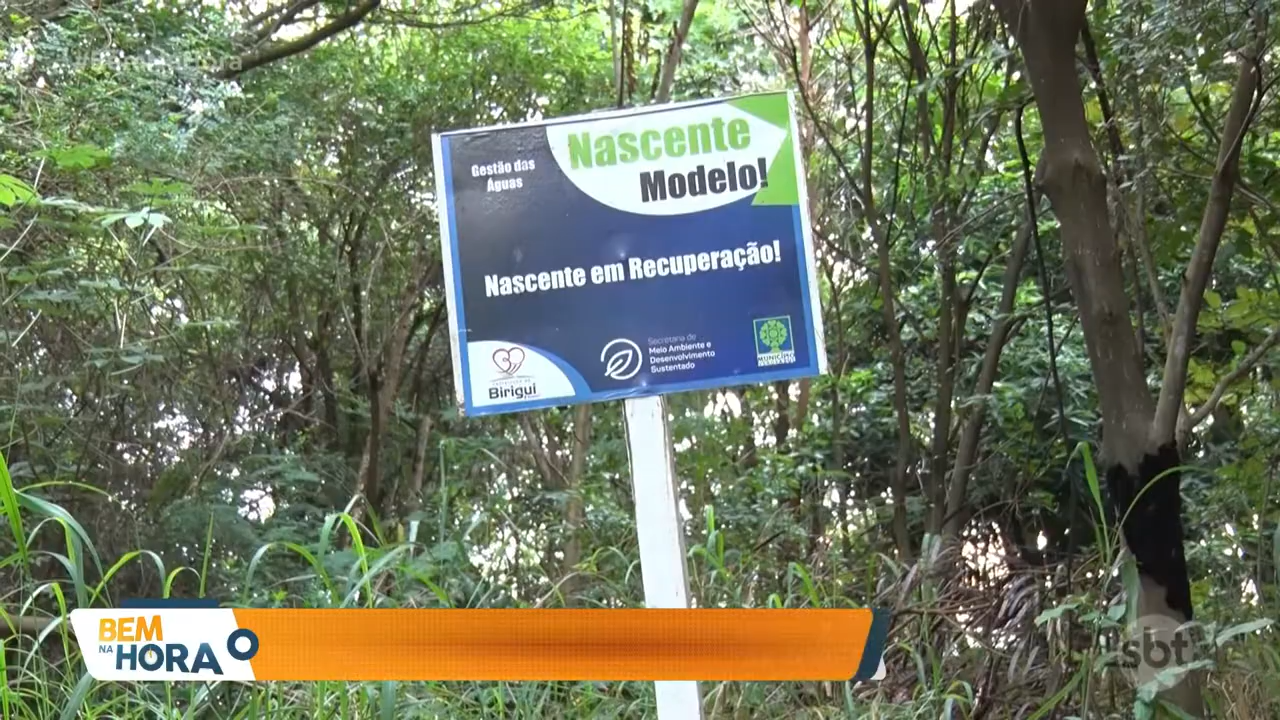 Gestão das
Águas
Nascente
Modelo!
Nascente em Recuperação!
Birigui
Secretaria de
Meio Ambiente e
Desenvolvimento
Sustentado
BEM
NA
HORA
sbt